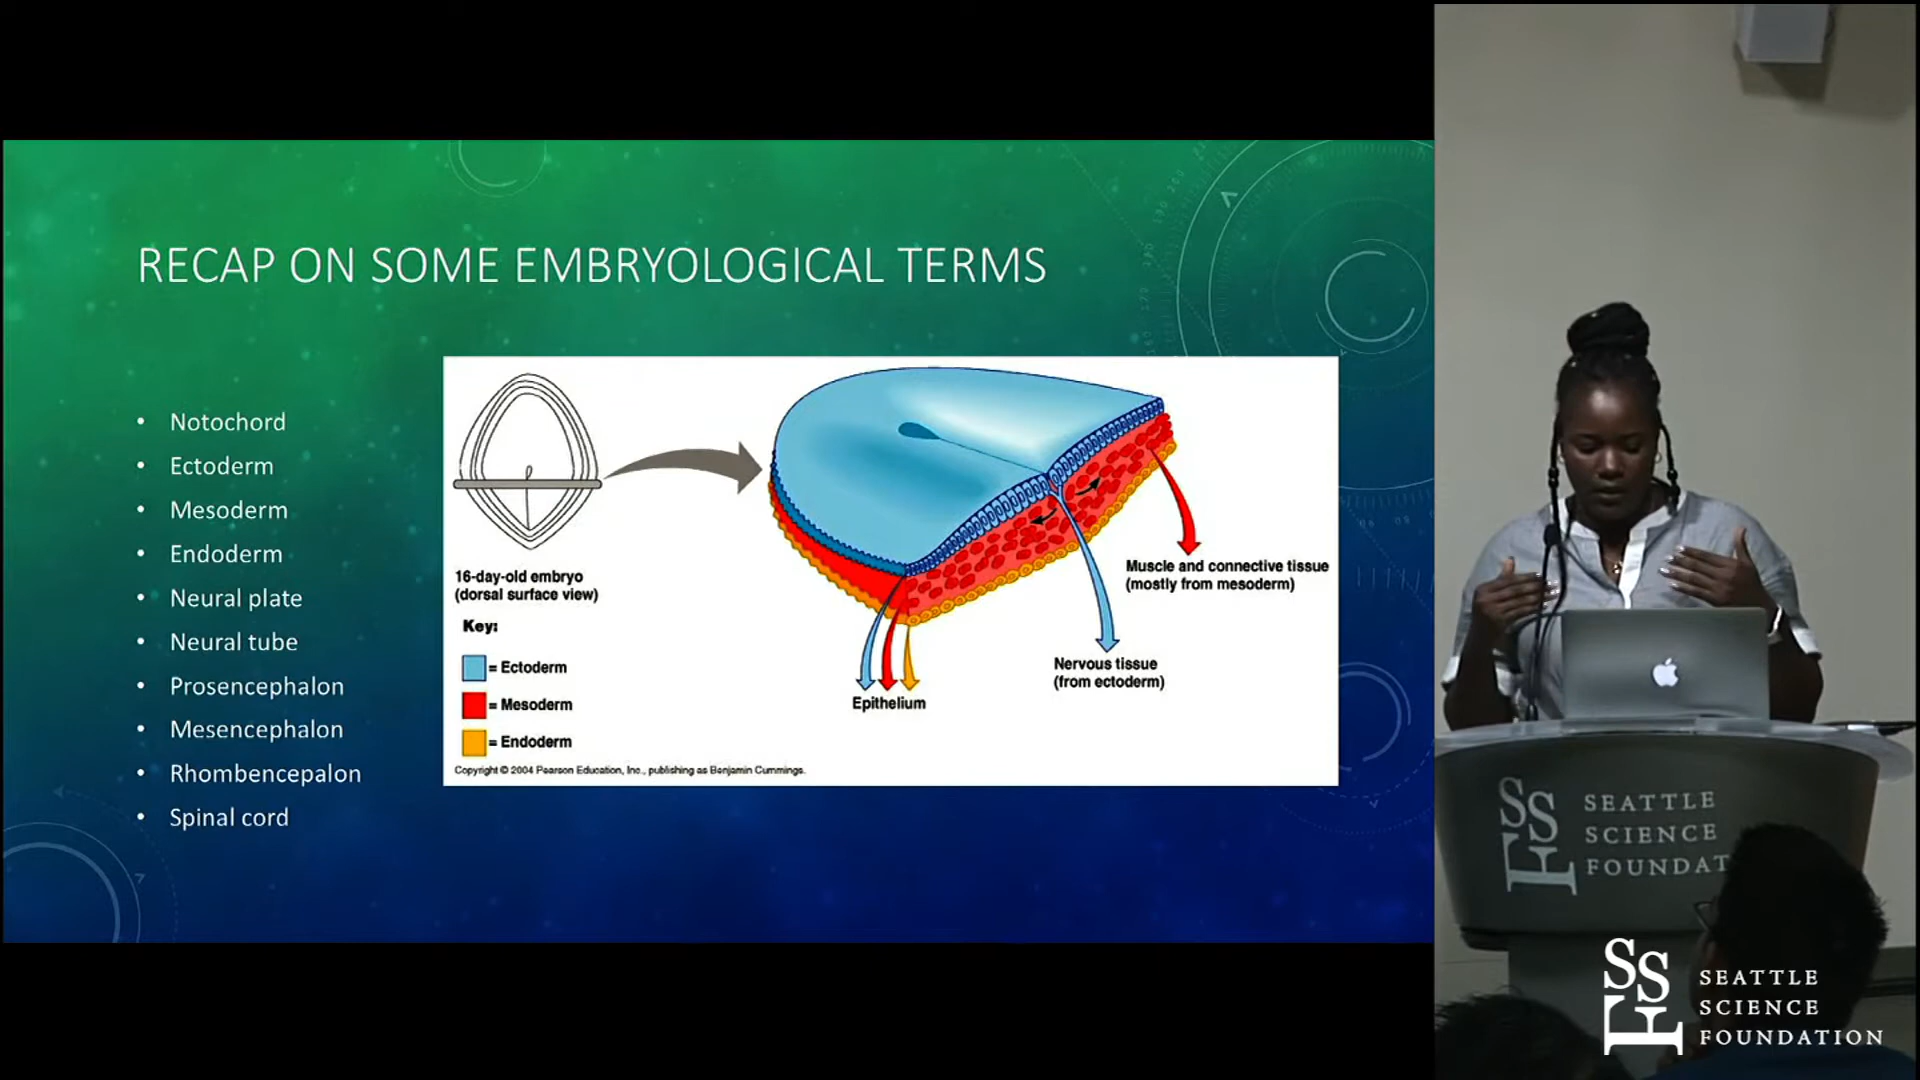 RECAP ON SOME EMBRYOLOGICAL TERMS
• Notochord
• Ectoderm
• Mesoderm
• Endoderm
• Neural plate
• Neural tube
• Prosencephalon
• Mesencephalon
• Rhombencepalon
• Spinal cord
16-day-old embryo
(dorsal surface view)
Key:
= Ectoderm
= Mesoderm
= Endoderm
Copyright © 2004 Pearson Education, Inc., publishing as Benjamin Cummings.
Epithelium
Nervous tissue
(from ectoderm)
Muscle and connective tissue
(mostly from mesoderm)
SSF
SEATTLE
SCIENCE
FOUNDAT
SSF
SEATTLE
SCIENCE
FOUNDATION